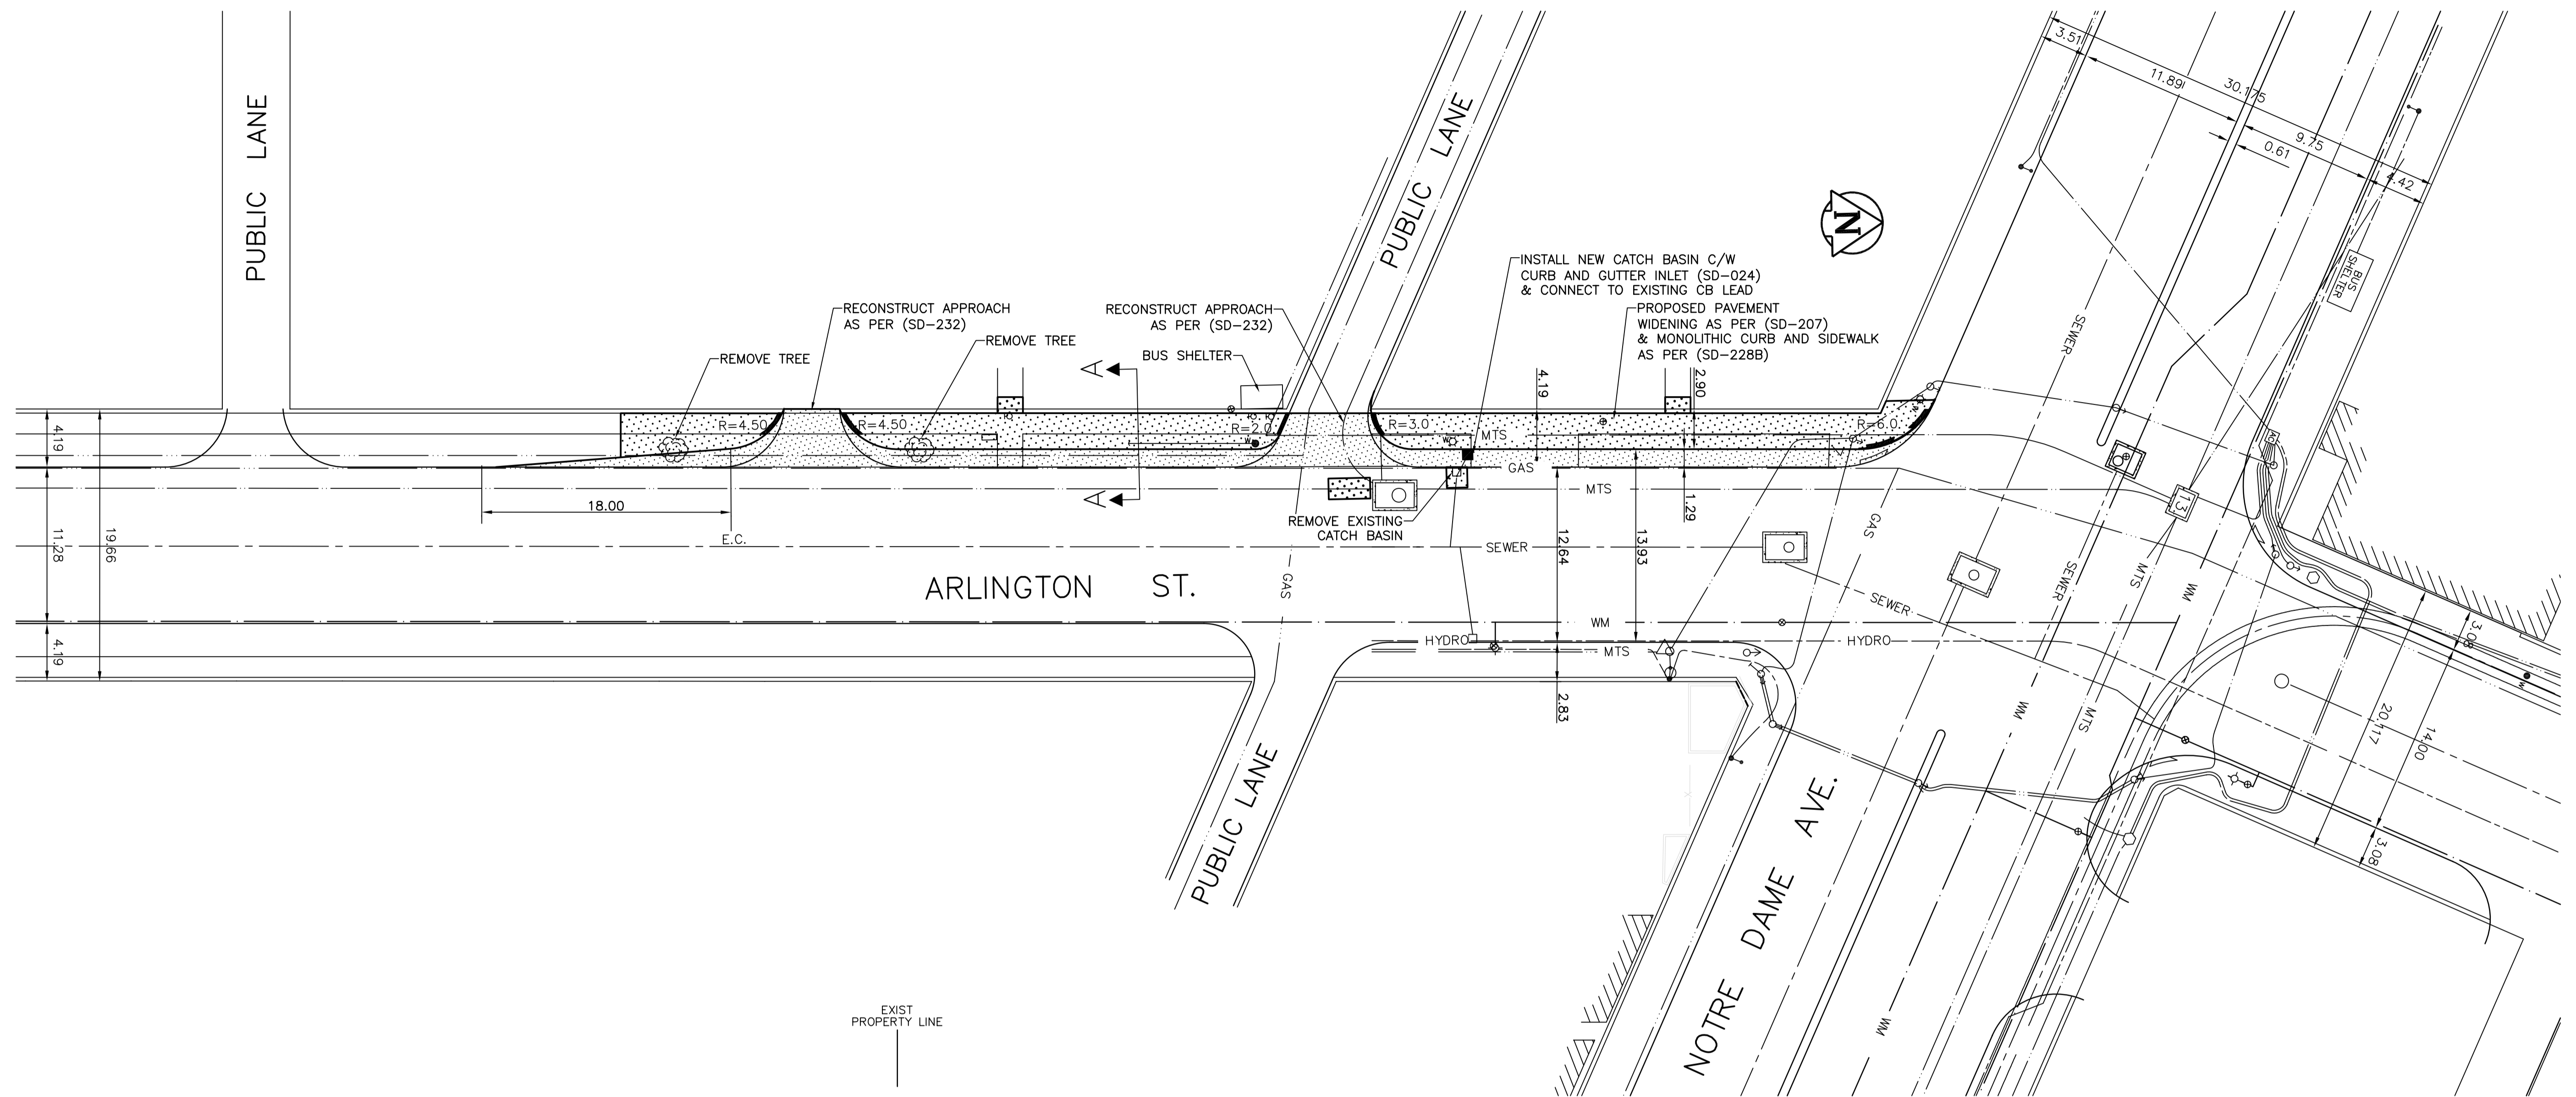 PUBLIC LANE
PUBLIC LANE
3.51
11.89
30.175
9.75
0.61
4.42
N
INSTALL NEW CATCH BASIN C/W
CURB AND GUTTER INLET (SD-024)
& CONNECT TO EXISTING CB LEAD
BUS
SHELTER
RECONSTRUCT APPROACH
AS PER (SD-232)
RECONSTRUCT APPROACH
AS PER (SD-232)
PROPOSED PAVEMENT
WIDENING AS PER (SD-207)
& MONOLITHIC CURB AND SIDEWALK
AS PER (SD-228B)
SEWER
REMOVE TREE
REMOVE TREE
BUS SHELTER
A
4.19
2.90
R=4.50
R=4.50
R=2.0
R=3.0
R=6.0
W
W
W
MTS
GAS
4.19
MTS
A
18.00
1.29
13
REMOVE EXISTING
CATCH BASIN
E.C.
11.28
19.66
SEWER
12.64
13.93
GAS
GAS
ARLINGTON ST.
SEWER
SEWER
MTS
WM
WM
HYDRO
MTS
HYDRO
4.19
3.08
2.83
WM
MTS
W
20.117
14.00
3.08
PUBLIC LANE
NOTRE DAME AVE.
WM
EXIST
PROPERTY LINE